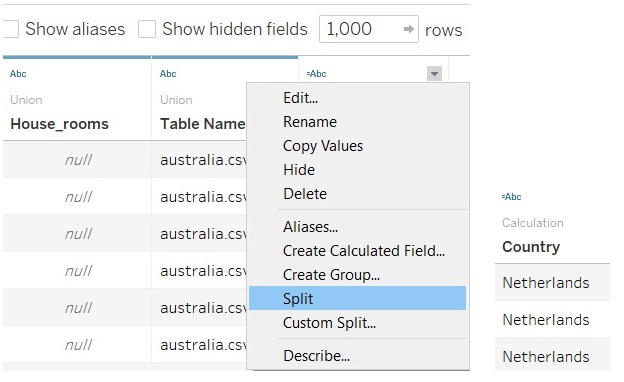 Show aliases Show hidden fields 1,000 rows
Abc Abc =Abc
Union Union
House_rooms Table Name
null australia.csv
null australia.csv
null australia.csv
null australia.csv
null australia.csv
null australia.csv
Edit...
Rename
Copy Values
Hide
Delete
Aliases...
Create Calculated Field...
Create Group...
Split
Custom Split...
Describe...
=Abc
Calculation
Country
Netherlands
Netherlands
Netherlands